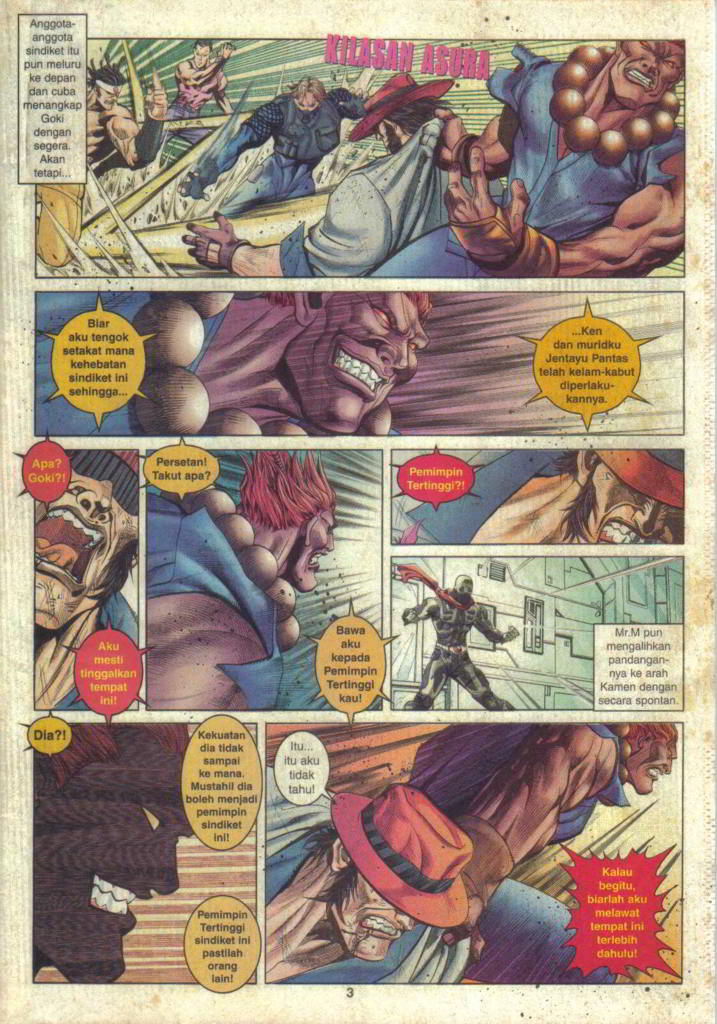 Anggota-
anggota
sindiket itu
pun meluru
ke depan
dan cuba
menangkap
Goki
dengan
segera.
Akan
tetapi...
KILASAN ASURA
Biar
aku tengok
setakat mana
kehebatan
sindiket ini
sehingga...
...Ken
dan muridku
Jentayu Pantas
telah kelam-kabut
diperlaku-
kannya.
Apa?
Goki?!
Aku
mesti
tinggalkan
tempat
ini!
Persetan!
Takut apa?
Bawa
aku
kepada
Pemimpin
Tertinggi
kau!
Pemimpin
Tertinggi?!
Mr.M pun
mengalihkan
pandangan-
nya ke arah
Kamen dengan
secara spontan.
Dia?!
Kekuatan
dia tidak
sampai
ke mana.
Mustahil dia
boleh menjadi
pemimpin
sindiket
ini!
Pemimpin
Tertinggi
sindiket ini
pastilah
orang
lain!
Itu...
itu aku
tidak
tahu!
Kalau
begitu,
biarlah aku
melawat
tempat ini
terlebih
dahulu!
3